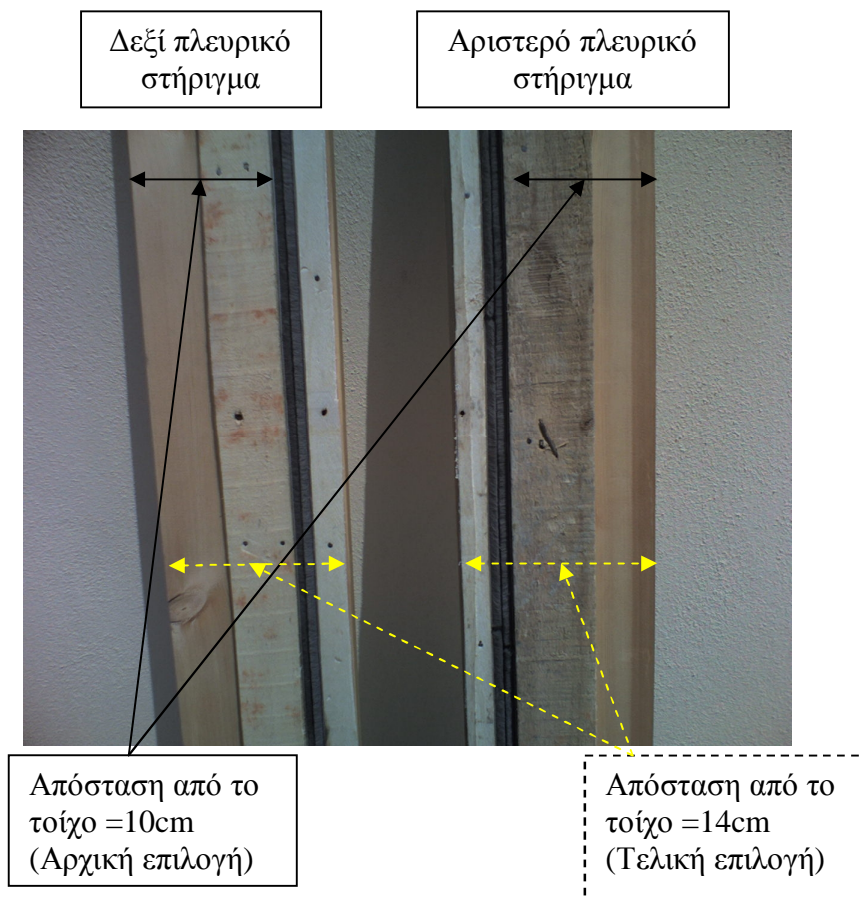 Δεξί πλευρικό
στήριγμα
Αριστερό πλευρικό
στήριγμα
Απόσταση από το
τοίχο =10cm
(Αρχική επιλογή)
Απόσταση από το
τοίχο =14cm
(Τελική επιλογή)